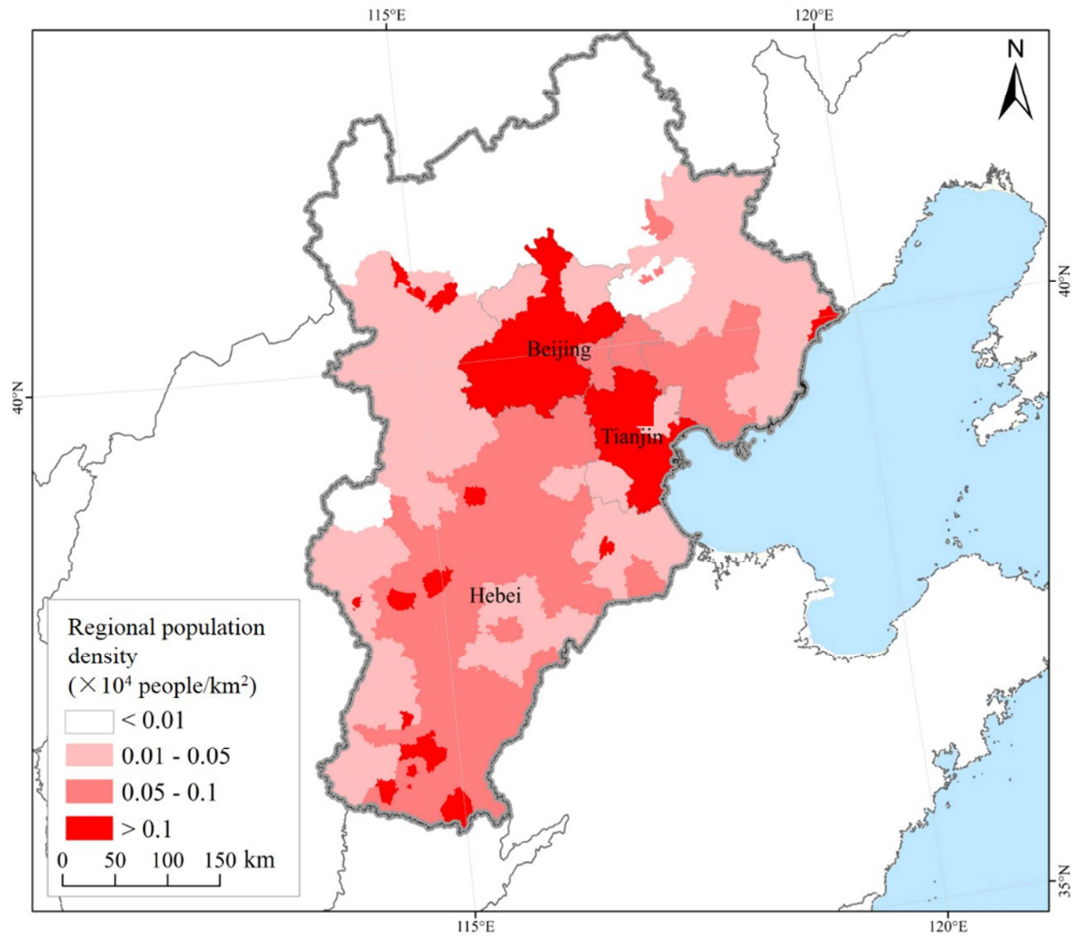 115°E 120°E
N
40°N
40°N
Beijing
Tianjin
Hebei
Regional population
density
(×10⁴ people/km²)
< 0.01
0.01 - 0.05
0.05 - 0.1
> 0.1
0 50 100 150 km
35°N
115°E 120°E